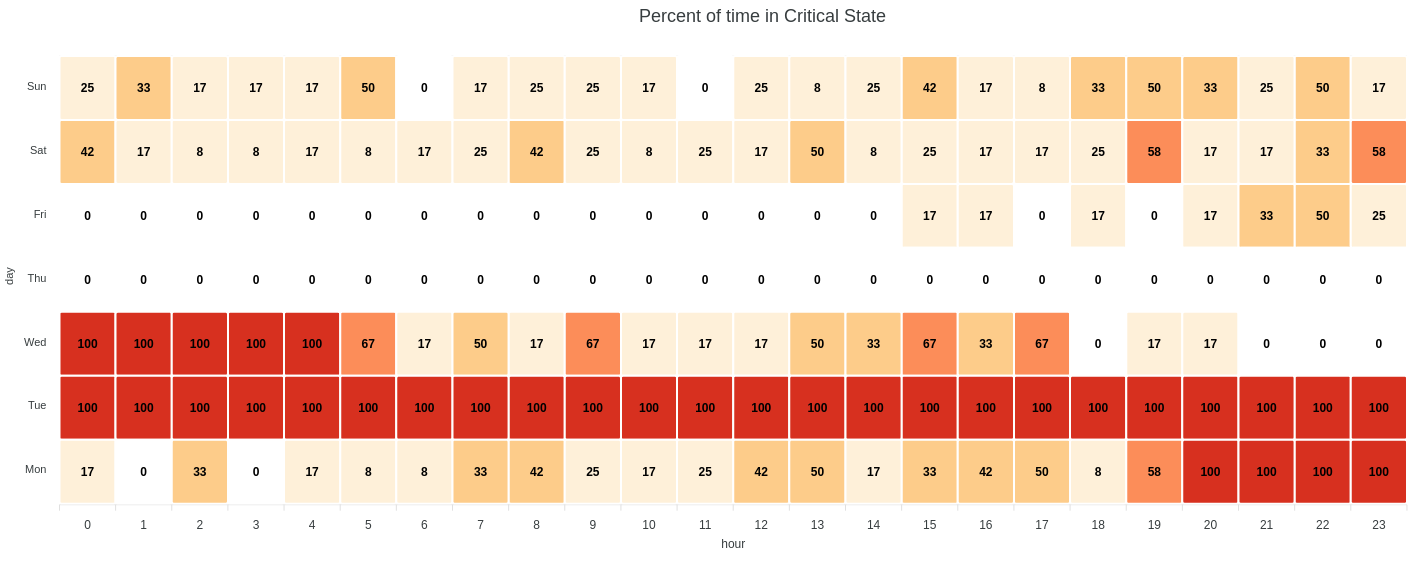 Percent of time in Critical State
Sun 25 33 17 17 17 50 0 17 25 25 17 0 25 8 25 42 17 8 33 50 33 25 50 17
Sat 42 17 8 8 17 8 17 25 42 25 8 25 17 50 8 25 17 17 25 58 17 17 33 58
Fri 0 0 0 0 0 0 0 0 0 0 0 0 0 0 0 17 17 0 17 0 17 33 50 25
day
Thu 0 0 0 0 0 0 0 0 0 0 0 0 0 0 0 0 0 0 0 0 0 0 0 0
Wed 100 100 100 100 100 67 17 50 17 67 17 17 17 50 33 67 33 67 0 17 17 0 0 0
Tue 100 100 100 100 100 100 100 100 100 100 100 100 100 100 100 100 100 100 100 100 100 100 100 100
Mon 17 0 33 0 17 8 8 33 42 25 17 25 42 50 17 33 42 50 8 58 100 100 100 100
0 1 2 3 4 5 6 7 8 9 10 11 12 13 14 15 16 17 18 19 20 21 22 23
hour